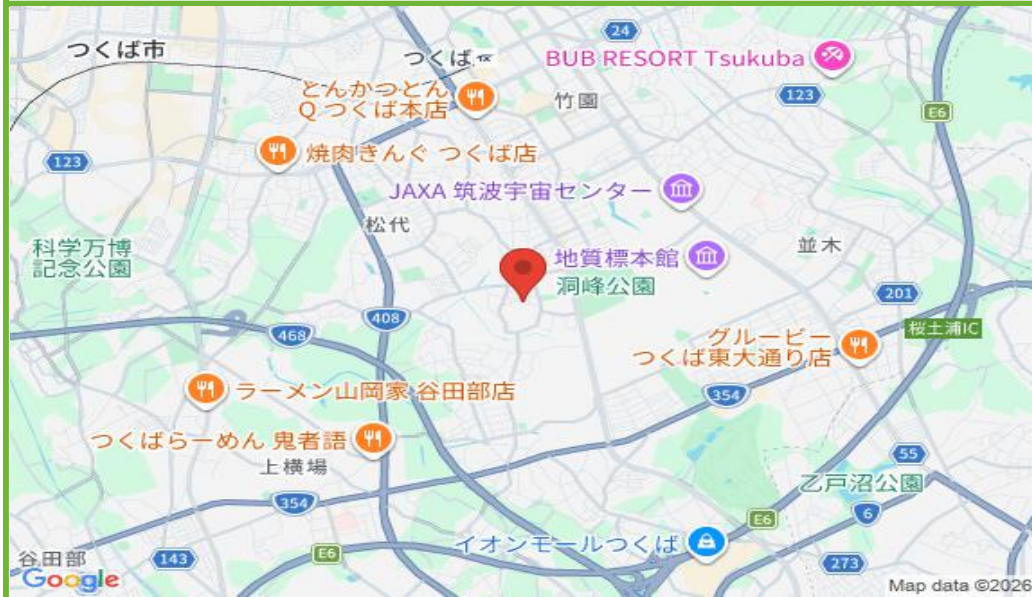 つくば市
24
つくば
BUB RESORT Tsukuba
とんかつとん
Q つくば本店
竹園
123
E6
123
焼肉きんぐ つくば店
JAXA 筑波宇宙センター
松代
科学万博
記念公園
地質標本館
洞峰公園
並木
201
408
468
桜土浦IC
グルービー
つくば東大通り店
ラーメン山岡家 谷田部店
354
つくばらーめん 鬼者語
上横場
55
乙戸沼公園
354
6
E6
イオンモールつくば
谷田部
143
E6
273
Google
Map data ©2026